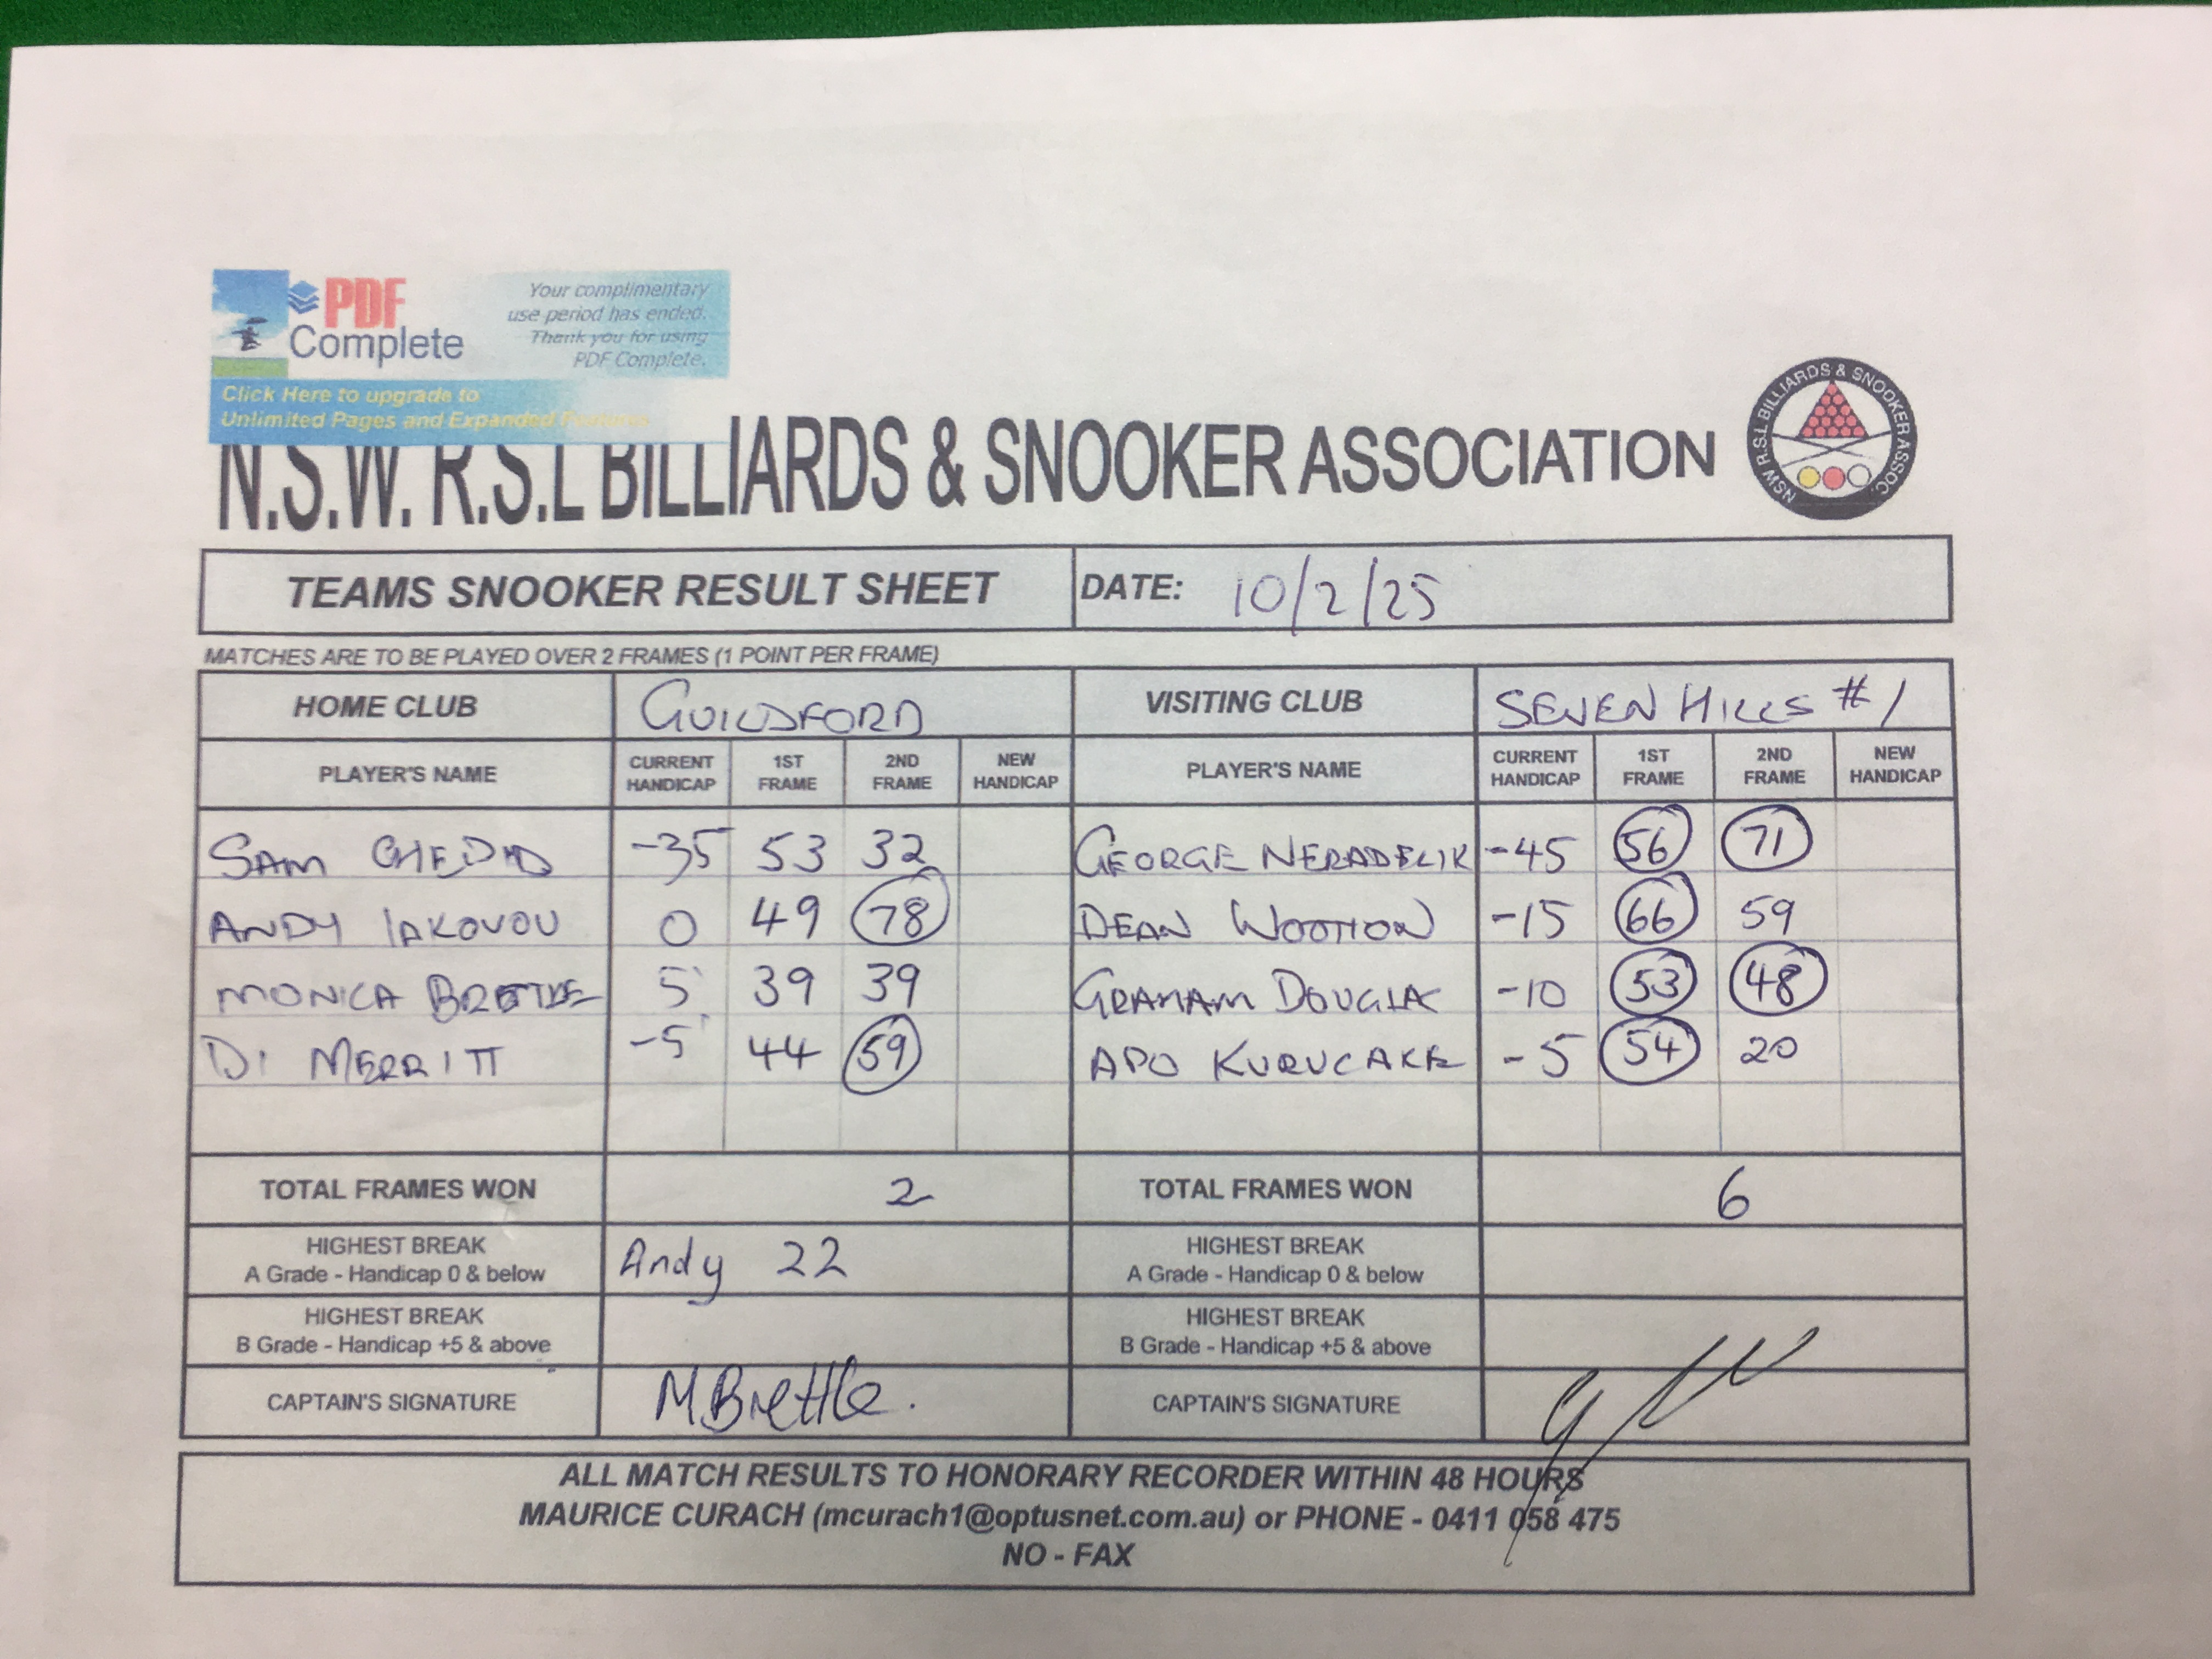 PDF
Complete
Your complimentary
use period has ended.
Thank you for using
PDF Complete.
Click Here to upgrade to
Unlimited Pages and Expanded Features
N.S.W. R.S.L BILLIARDS & SNOOKER ASSOCIATION
NSW R.S.L BILLIARDS & SNOOKER ASSOC.
TEAMS SNOOKER RESULT SHEET DATE: 10/2/25
MATCHES ARE TO BE PLAYED OVER 2 FRAMES (1 POINT PER FRAME)
HOME CLUB GUILDFORD VISITING CLUB SEVEN HILLS #1
PLAYER'S NAME CURRENT HANDICAP 1ST FRAME 2ND FRAME NEW HANDICAP PLAYER'S NAME CURRENT HANDICAP 1ST FRAME 2ND FRAME NEW HANDICAP
SAM -35 53 32 GEORGE NERADELIK -45 56 71
ANDY IAKOVOU 0 49 78 DEAN WOOTTON -15 66 59
MONICA BRETTLE 5 39 39 GRAHAM DOUGLAS -10 53 48
DI MERRITT -5 44 59 APO -5 54 20
TOTAL FRAMES WON 2 TOTAL FRAMES WON 6
HIGHEST BREAK A Grade - Handicap 0 & below Andy 22 HIGHEST BREAK A Grade - Handicap 0 & below
HIGHEST BREAK B Grade - Handicap +5 & above HIGHEST BREAK B Grade - Handicap +5 & above
CAPTAIN'S SIGNATURE M Brettle. CAPTAIN'S SIGNATURE
ALL MATCH RESULTS TO HONORARY RECORDER WITHIN 48 HOURS
MAURICE CURACH (mcurach1@optusnet.com.au) or PHONE - 0411 058 475
NO - FAX